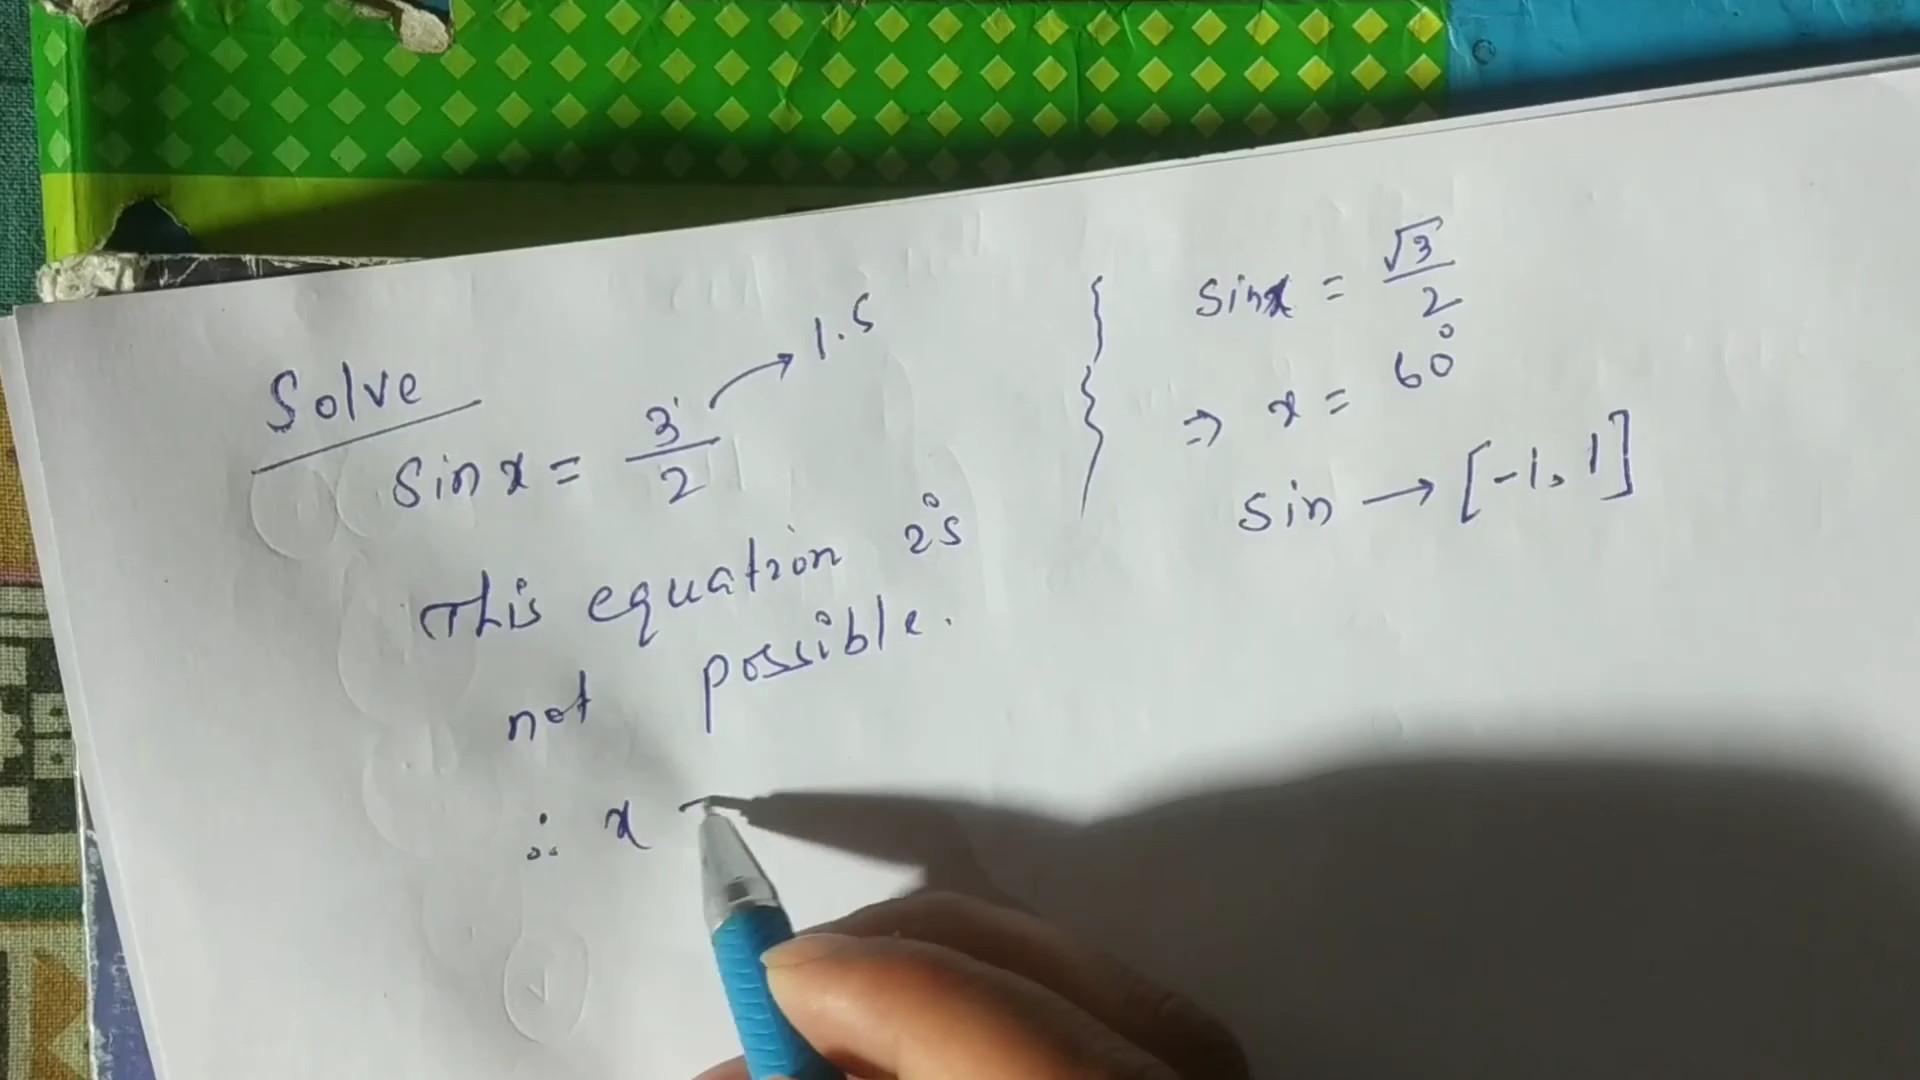 Solve
sin x = 3/2 → 1.5
This equation is
not possible.
∴ x
sin x = √3/2
⇒ x = 60°
sin → [-1, 1]